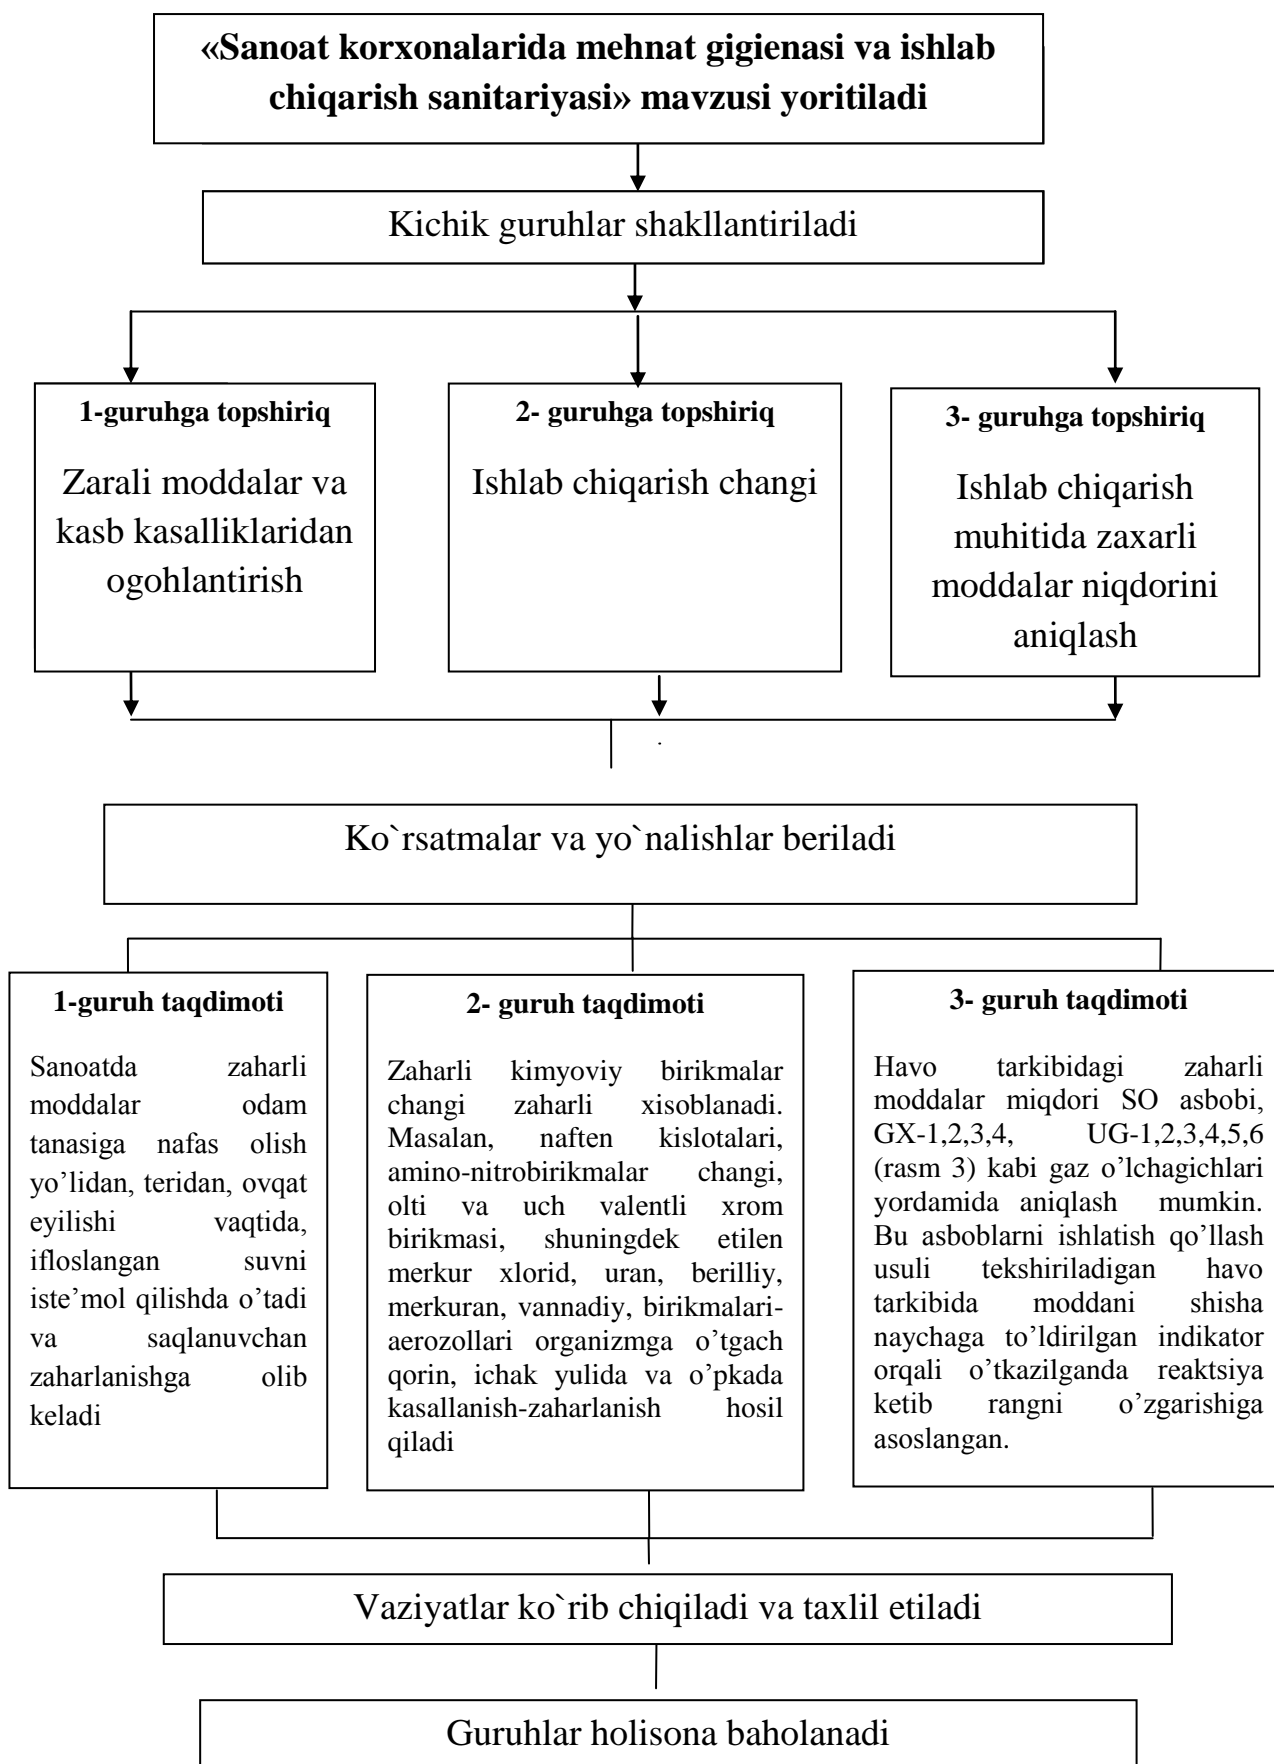 «Sanoat korxonalarida mehnat gigienasi va ishlab
chiqarish sanitariyasi» mavzusi yoritiladi
Kichik guruhlar shakllantiriladi
1-guruhga topshiriq
Zarali moddalar va
kasb kasalliklaridan
ogohlantirish
2- guruhga topshiriq
Ishlab chiqarish changi
3- guruhga topshiriq
Ishlab chiqarish
muhitida zaxarli
moddalar niqdorini
aniqlash
Ko`rsatmalar va yo`nalishlar beriladi
1-guruh taqdimoti
Sanoatda zaharli
moddalar odam
tanasiga nafas olish
yo’lidan, teridan, ovqat
eyilishi vaqtida,
ifloslangan suvni
iste’mol qilishda o’tadi
va saqlanuvchan
zaharlanishga olib
keladi
2- guruh taqdimoti
Zaharli kimyoviy birikmalar
changi zaharli xisoblanadi.
Masalan, naften kislotalari,
amino-nitrobirikmalar changi,
olti va uch valentli xrom
birikmasi, shuningdek etilen
merkur xlorid, uran, berilliy,
merkuran, vannadiy, birikmalari-
aerozollari organizmga o’tgach
qorin, ichak yulida va o’pkada
kasallanish-zaharlanish hosil
qiladi
3- guruh taqdimoti
Havo tarkibidagi zaharli
moddalar miqdori SO asbobi,
GX-1,2,3,4, UG-1,2,3,4,5,6
(rasm 3) kabi gaz o’lchagichlari
yordamida aniqlash mumkin.
Bu asboblarni ishlatish qo’llash
usuli tekshiriladigan havo
tarkibida moddani shisha
naychaga to’ldirilgan indikator
orqali o’tkazilganda reaktsiya
ketib rangni o’zgarishiga
asoslangan.
Vaziyatlar ko`rib chiqiladi va taxlil etiladi
Guruhlar holisona baholanadi